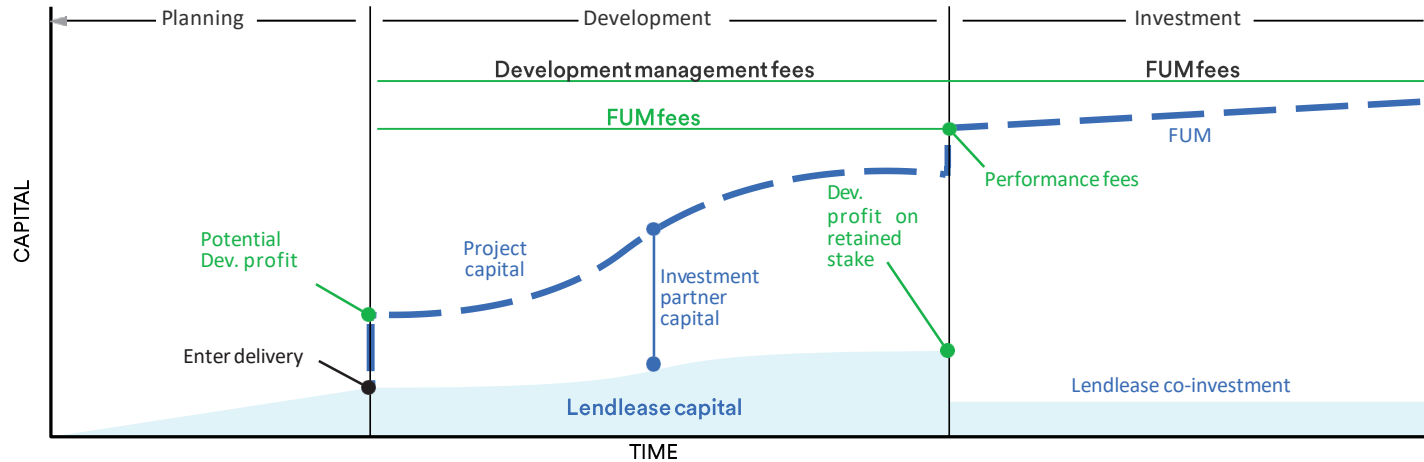 Planning
Development
Investment
Development management fees
FUM fees
FUM fees
FUM
Performance fees
Dev.
profit on
retained
stake
Potential
Dev. profit
Project
capital
Investment
partner
capital
Enter delivery
Lendlease capital
Lendlease co-investment
CAPITAL
TIME